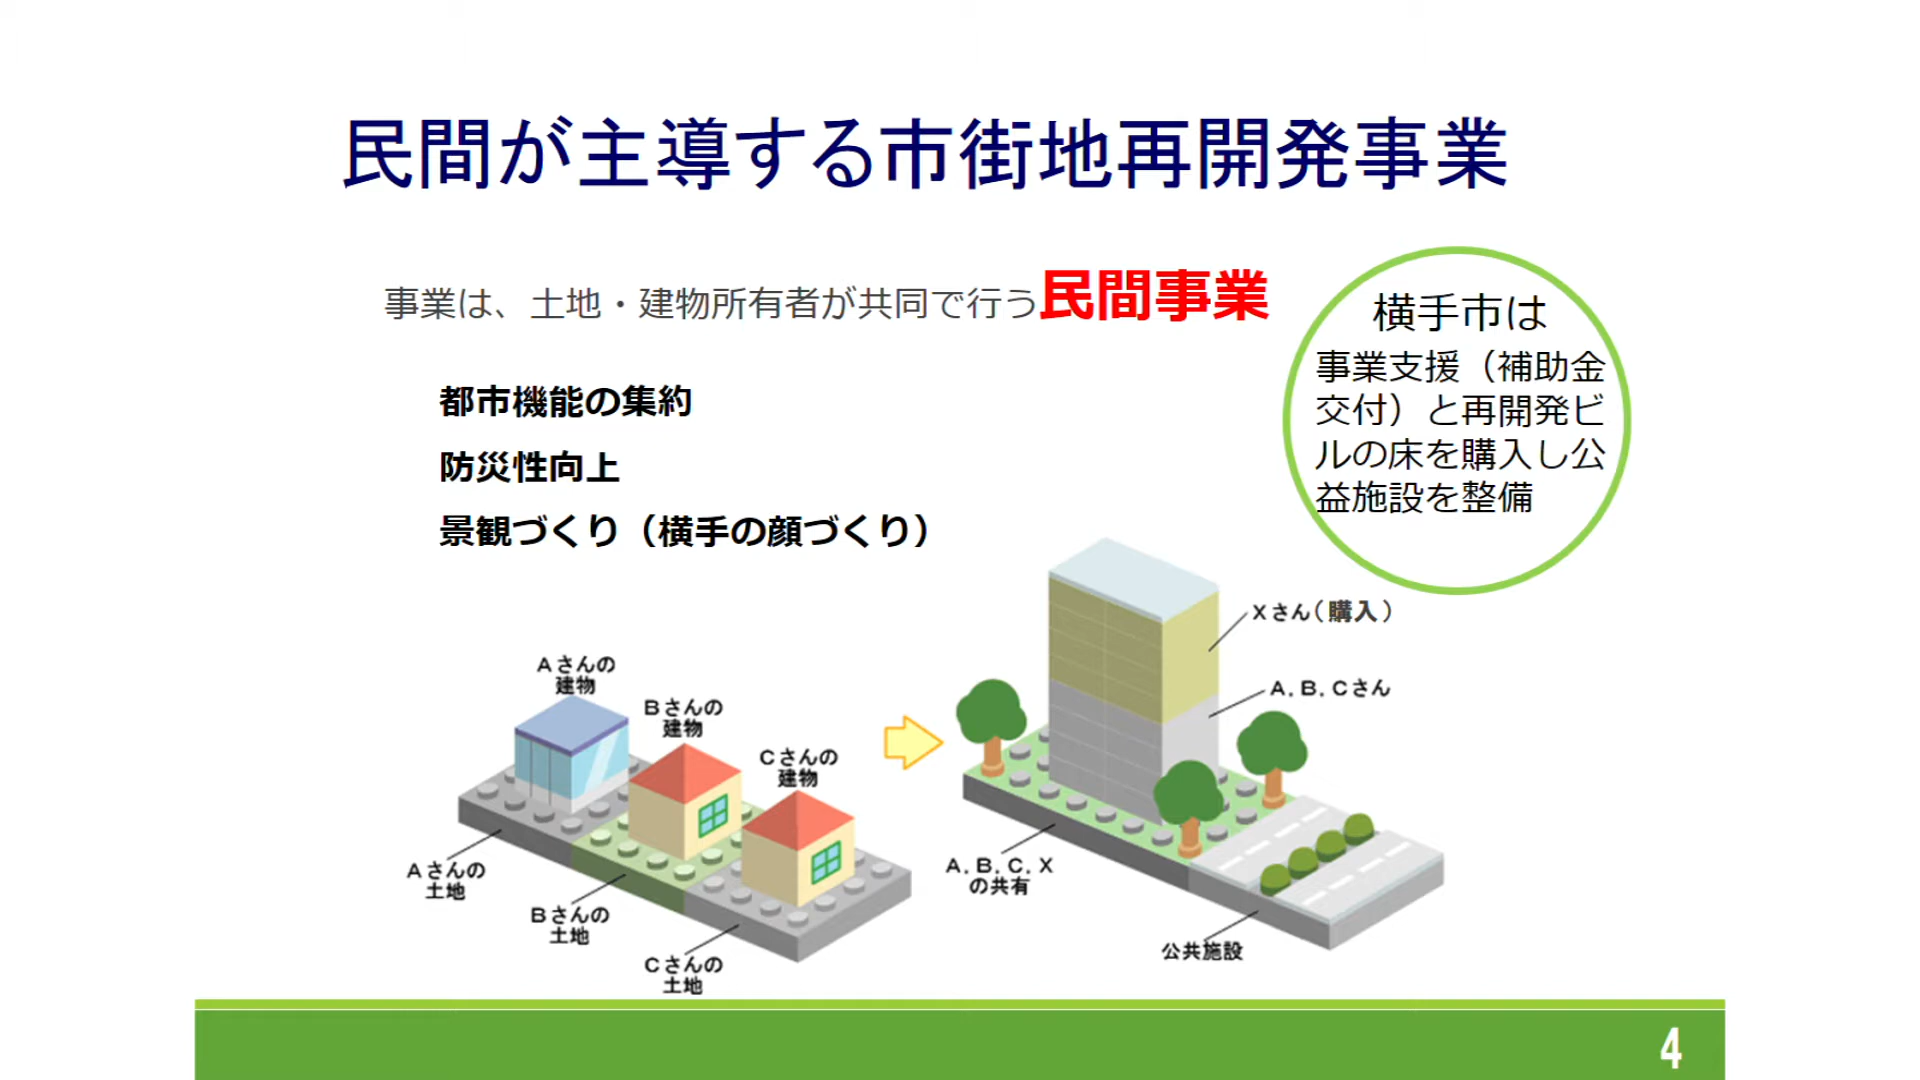 民間が主導する市街地再開発事業
事業は、土地・建物所有者が共同で行う民間事業
都市機能の集約
防災性向上
景観づくり（横手の顔づくり）
横手市は
事業支援（補助金
交付）と再開発ビ
ルの床を購入し公
益施設を整備
Aさんの
建物
Bさんの
建物
Cさんの
建物
Aさんの
土地
Bさんの
土地
Cさんの
土地
Xさん（購入）
A, B, Cさん
A, B, C, X
の共有
公共施設
4